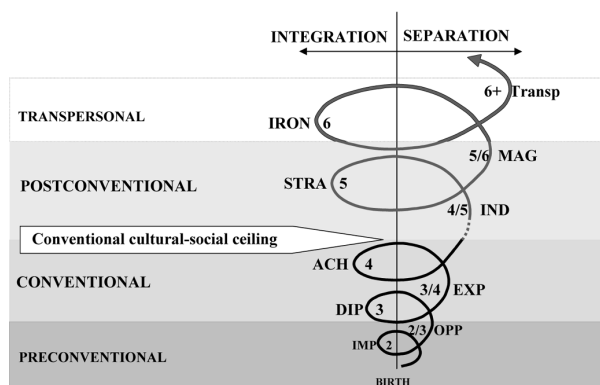 INTEGRATION SEPARATION
6+ Transp
TRANSPERSONAL
IRON 6
5/6 MAG
POSTCONVENTIONAL
STRA 5
4/5 IND
Conventional cultural-social ceiling
ACH 4
CONVENTIONAL
3/4 EXP
DIP 3
2/3 OPP
IMP 2
PRECONVENTIONAL
BIRTH